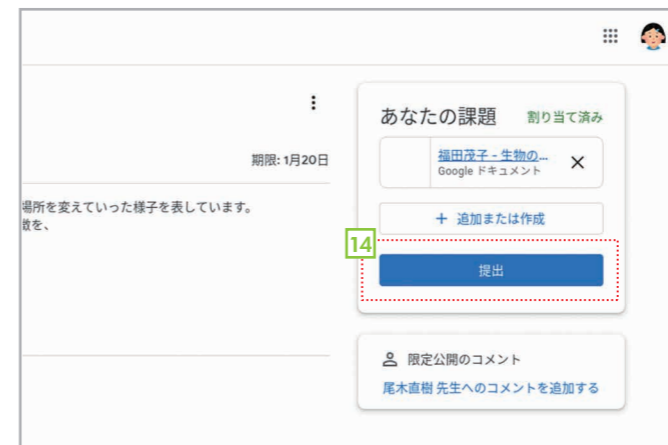 あなたの課題 割り当て済み
期限: 1月20日
福田茂子 - 生物の...
Google ドキュメント
場所を変えていった様子を表しています。
徴を、
+ 追加または作成
14
提出
限定公開のコメント
尾木直樹 先生へのコメントを追加する